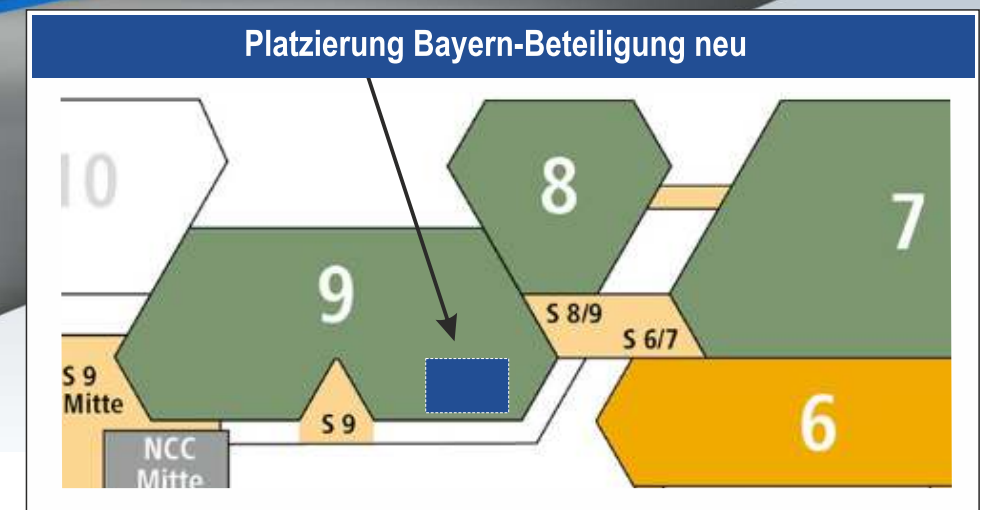 Platzierung Bayern-Beteiligung neu
10
8
7
9
S 8/9
S 6/7
S 9
Mitte
S 9
6
NCC
Mitte